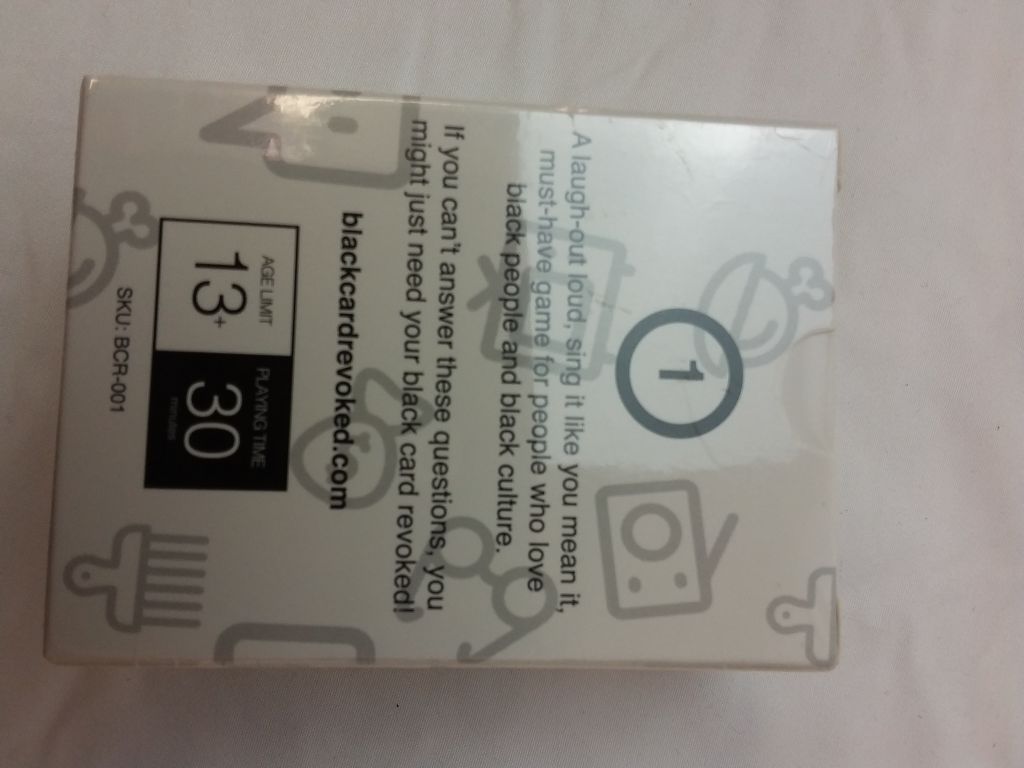 1
A laugh-out loud, sing it like you mean it,
must-have game for people who love
black people and black culture.
If you can't answer these questions, you
might just need your black card revoked!
blackcardrevoked.com
AGE LIMIT
13+
PLAYING TIME
30
minutes
SKU: BCR-001